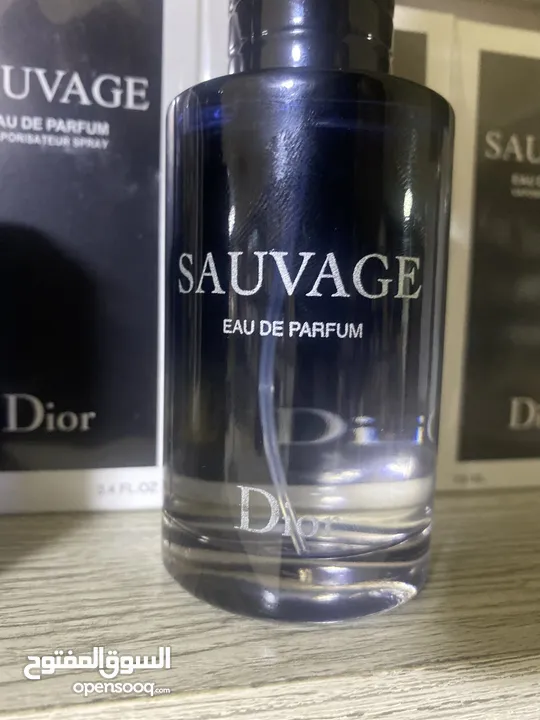 SAUVAGE
EAU DE PARFUM
Dior
UVAGE
AU DE PARFUM
PORISATEUR SPRAY
Dior
3.4 FL.OZ
SAU
EAU D
D
السوق المفتوح
opensooq.com